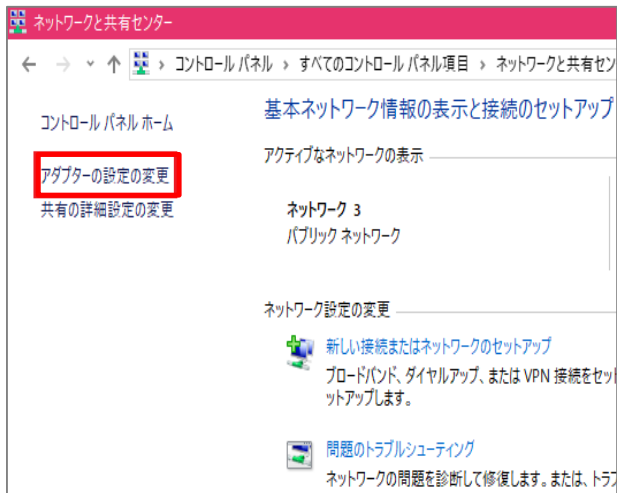 ネットワークと共有センター
コントロール パネル › すべてのコントロール パネル項目 › ネットワークと共有セン
コントロール パネル ホーム
アダプターの設定の変更
共有の詳細設定の変更
基本ネットワーク情報の表示と接続のセットアップ
アクティブなネットワークの表示
ネットワーク 3
パブリック ネットワーク
ネットワーク設定の変更
新しい接続またはネットワークのセットアップ
ブロードバンド、ダイヤルアップ、または VPN 接続をセッ
ットアップします。
問題のトラブルシューティング
ネットワークの問題を診断して修復します。または、トラブ